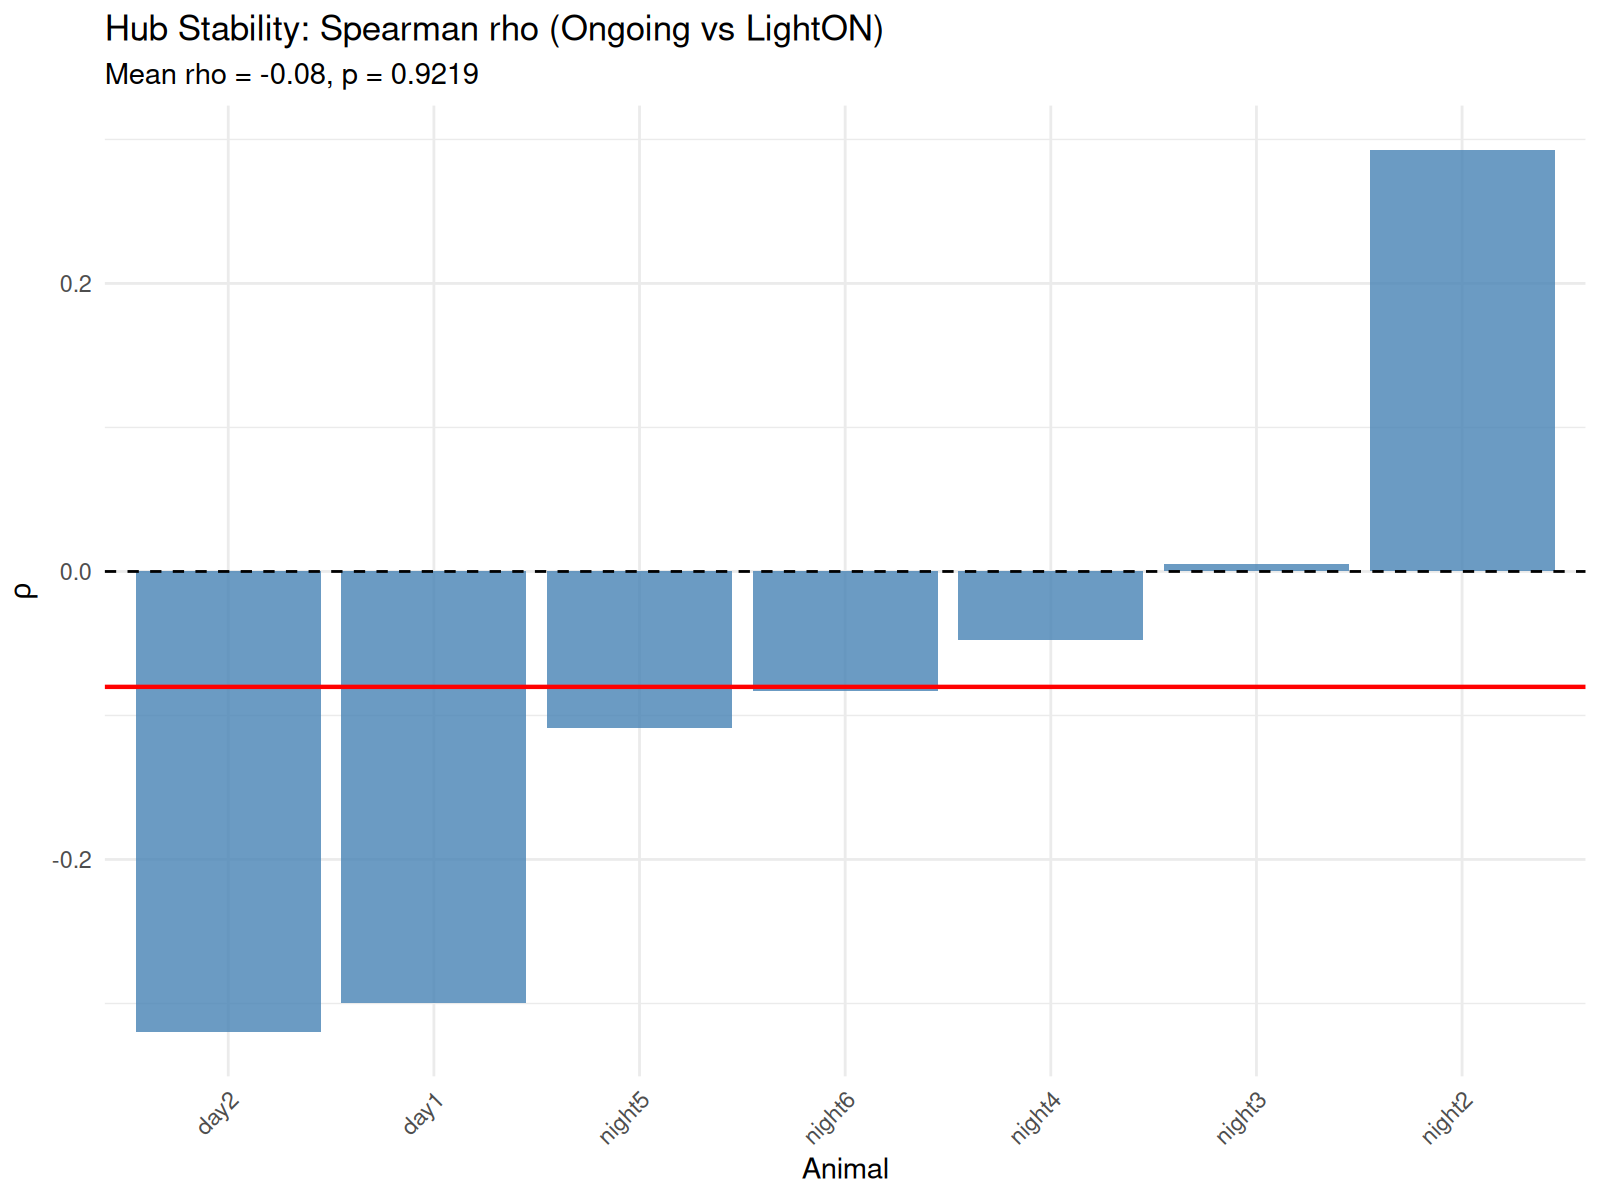 Hub Stability: Spearman rho (Ongoing vs LightON)
Mean rho = -0.08, p = 0.9219
0.2
0.0
-0.2
ρ
day2
day1
night5
night6
night4
night3
night2
Animal